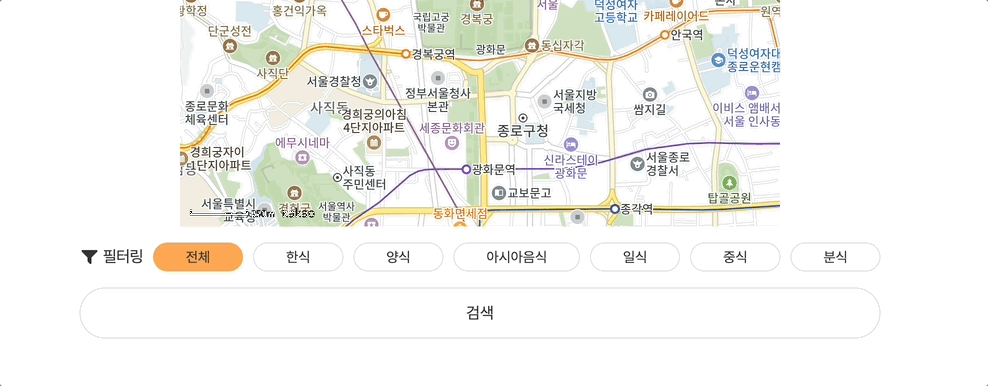 홍건익가옥
단군성전
사직단
스타벅스
국립고궁
박물관
경복궁
서울
덕성여자
고등학교
카페레이어드
안국역
경복궁역
광화문
동십자각
덕성여자대
종로운현캠
서울경찰청
정부서울청사
본관
서울지방
국세청
쌈지길
이비스 앰배서
서울 인사동
종로문화
체육센터
사직동
경희궁의아침
4단지아파트
세종문화회관
종로구청
에무시네마
경희궁자이
단지아파트
사직동
주민센터
광화문역
신라스테이
광화문
서울종로
경찰서
교보문고
탑골공원
서울특별시
교육청
경희궁
서울역사
박물관
동화면세점
종각역
필터링
전체
한식
양식
아시아음식
일식
중식
분식
검색